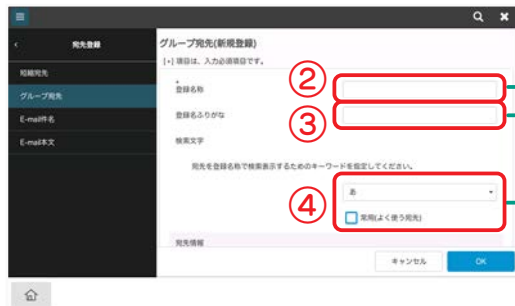 宛先登録
グループ宛先(新規登録)
[*] 項目は、入力必須項目です。
短縮宛先
グループ宛先
E-mail件名
E-mail本文
*
登録名称
②
登録名ふりがな
③
検索文字
宛先を登録名称で検索表示するためのキーワードを指定してください。
④
あ
常用(よく使う宛先)
宛先情報
キャンセル
OK